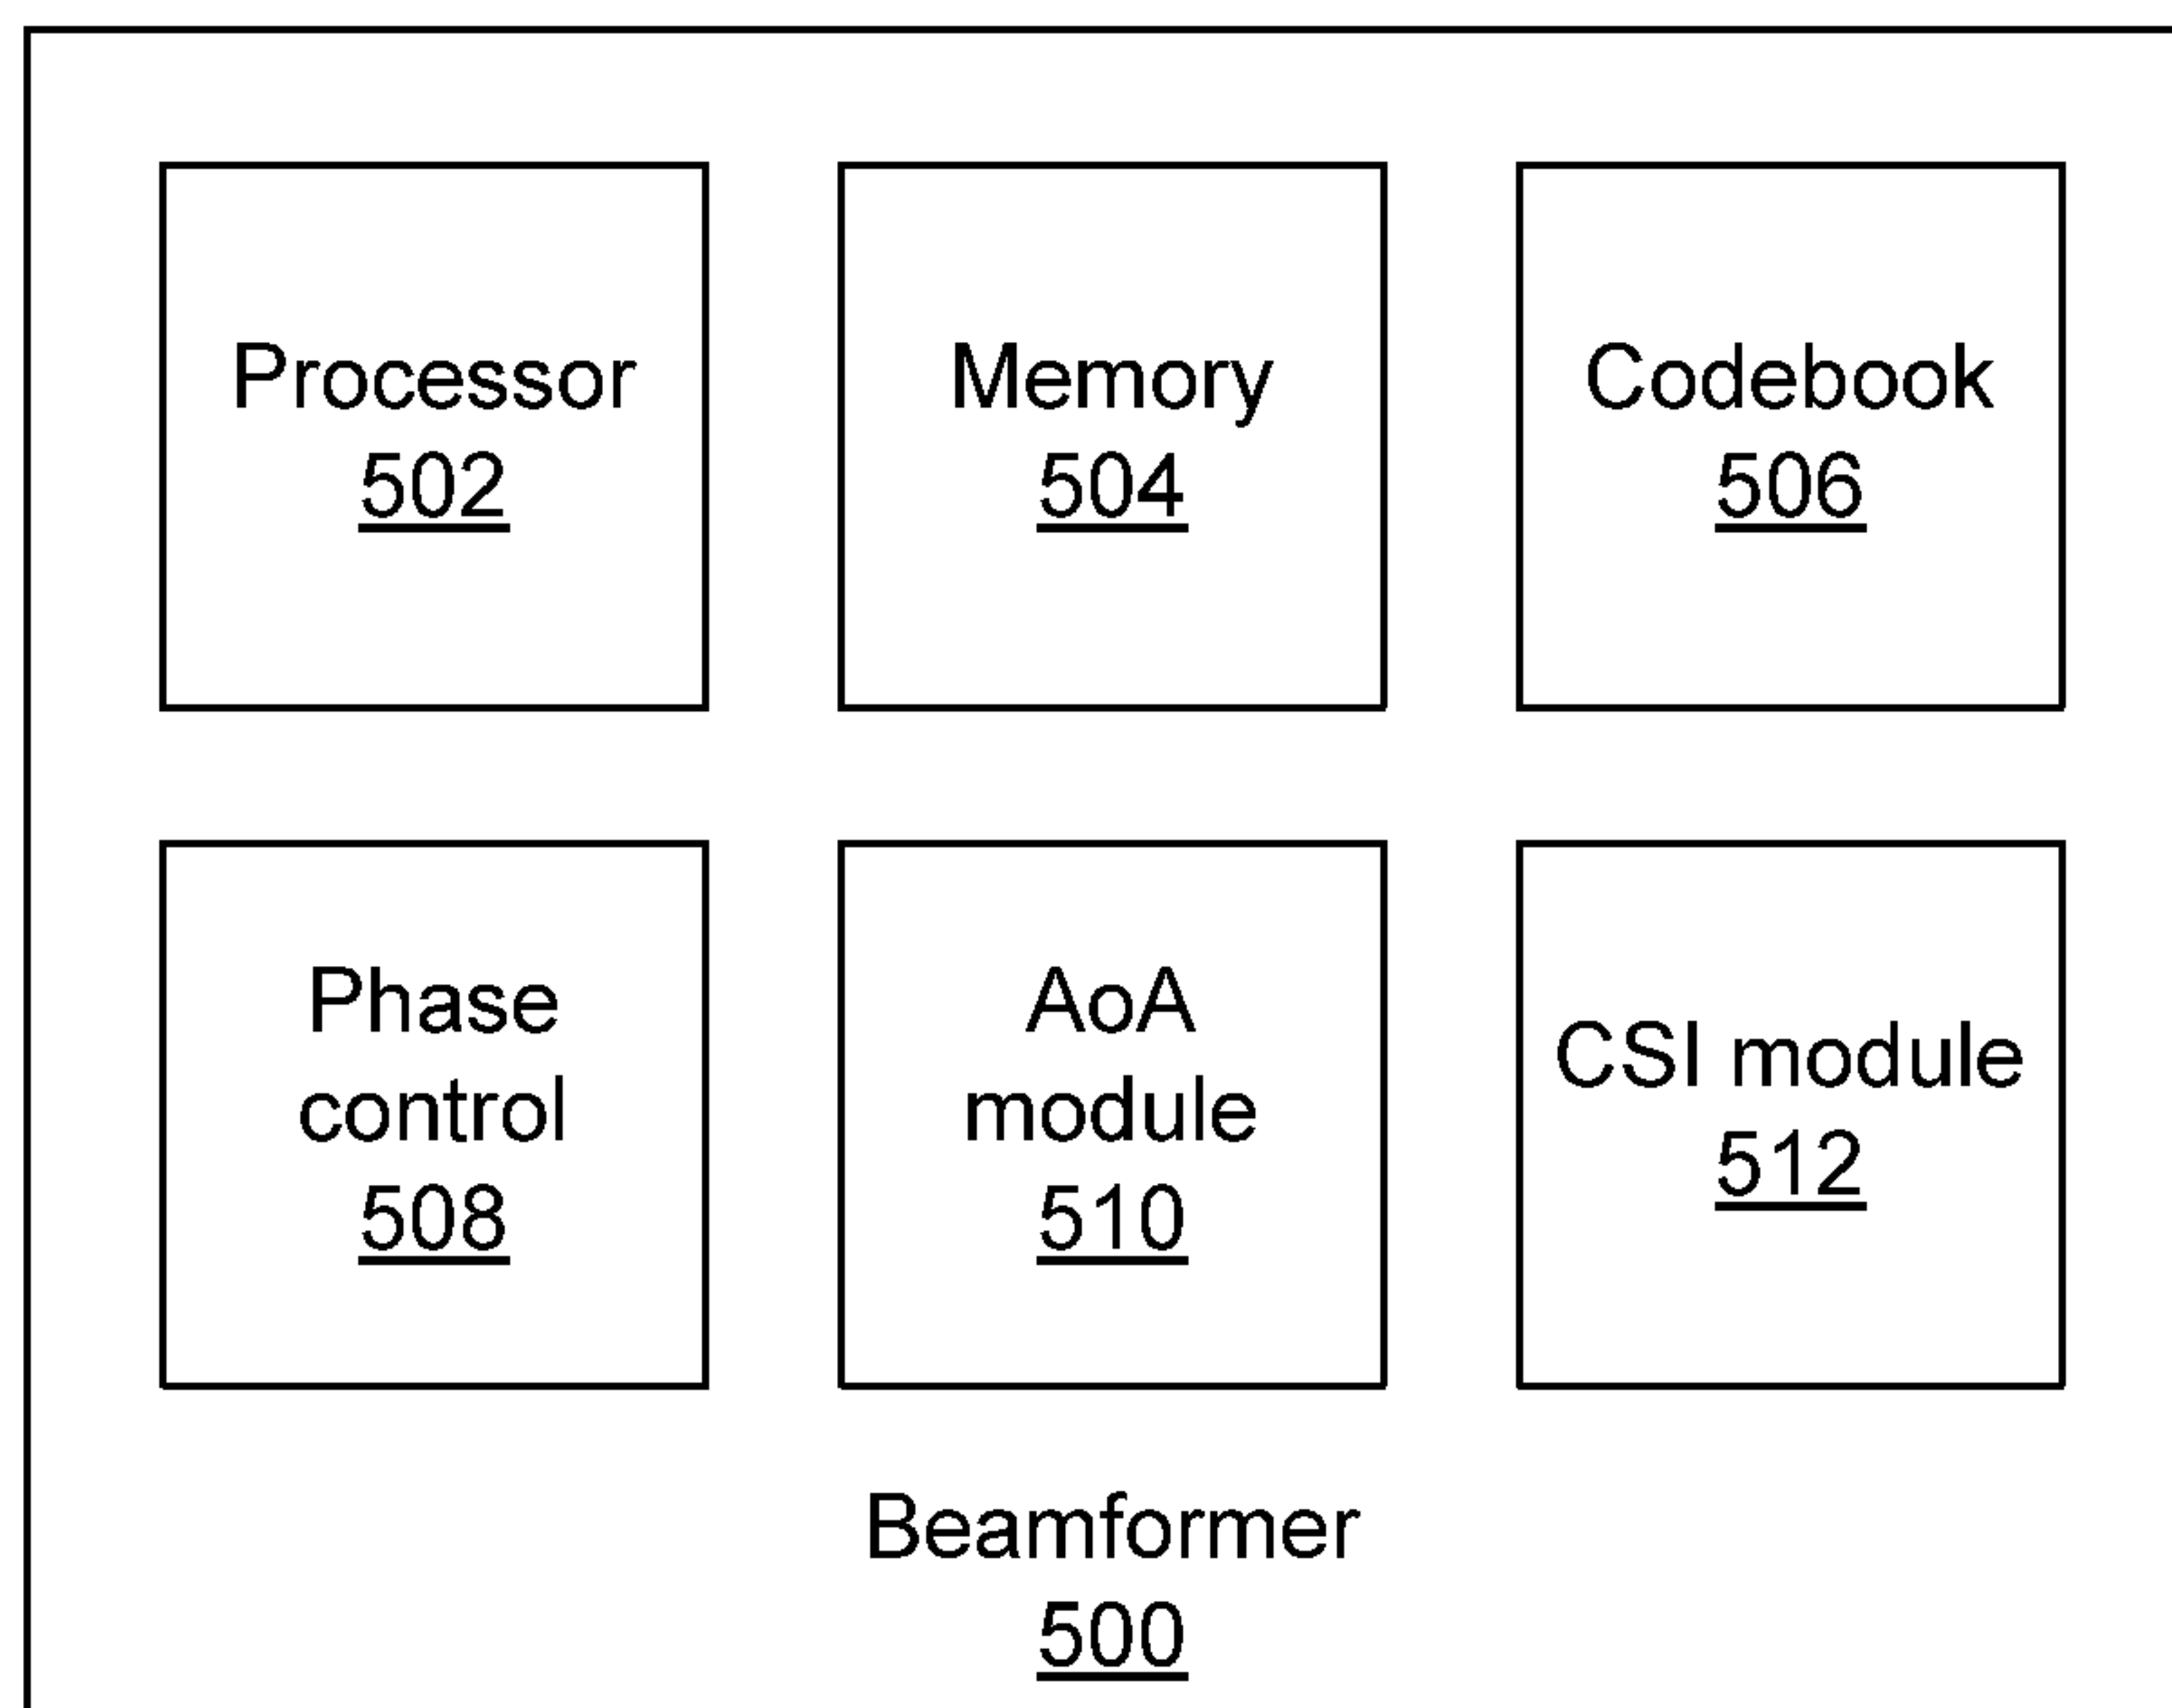 Processor
502
Memory
504
Codebook
506
Phase
control
508
AoA
module
510
CSI module
512
Beamformer
500